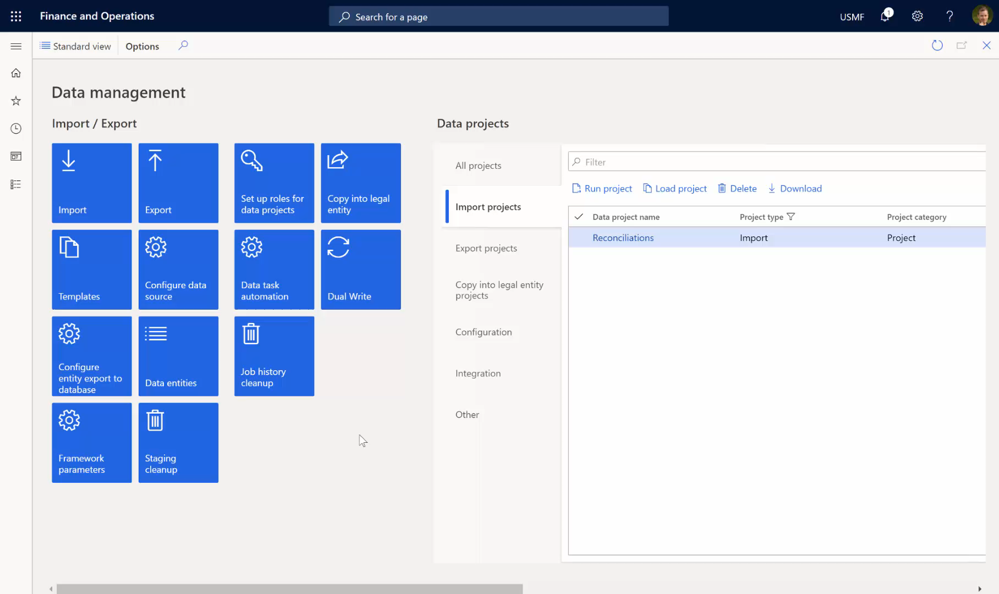 Finance and Operations
Search for a page
USMF
1
Standard view
Options
Data management
Import / Export
Import
Export
Set up roles for
data projects
Copy into legal
entity
Templates
Configure data
source
Data task
automation
Dual Write
Configure
entity export to
database
Data entities
Job history
cleanup
Framework
parameters
Staging
cleanup
Data projects
All projects
Import projects
Export projects
Copy into legal entity
projects
Configuration
Integration
Other
Filter
Run project
Load project
Delete
Download
Data project name
Project type
Project category
Reconciliations
Import
Project